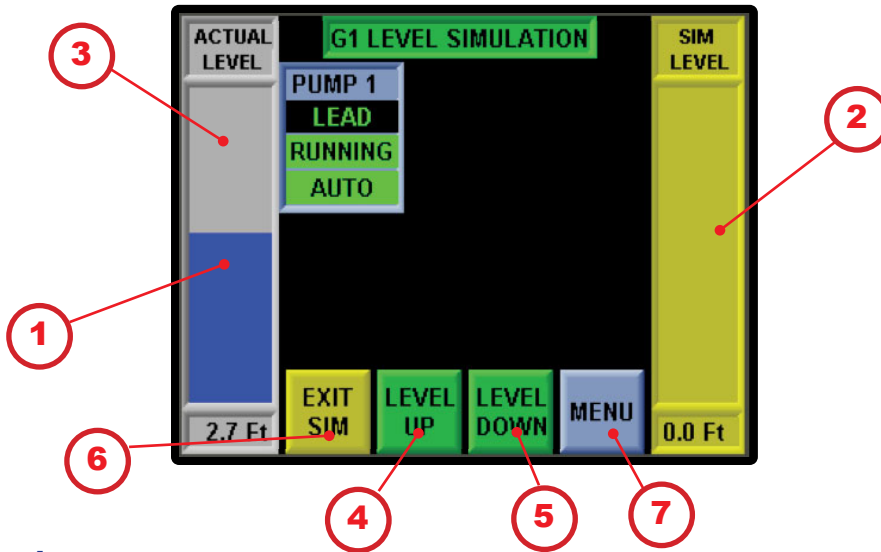 ACTUAL
LEVEL
G1 LEVEL SIMULATION
SIM
LEVEL
3
PUMP 1
LEAD
RUNNING
AUTO
2
1
EXIT
SIM
LEVEL
UP
LEVEL
DOWN
MENU
2.7 Ft
0.0 Ft
6
4
5
7